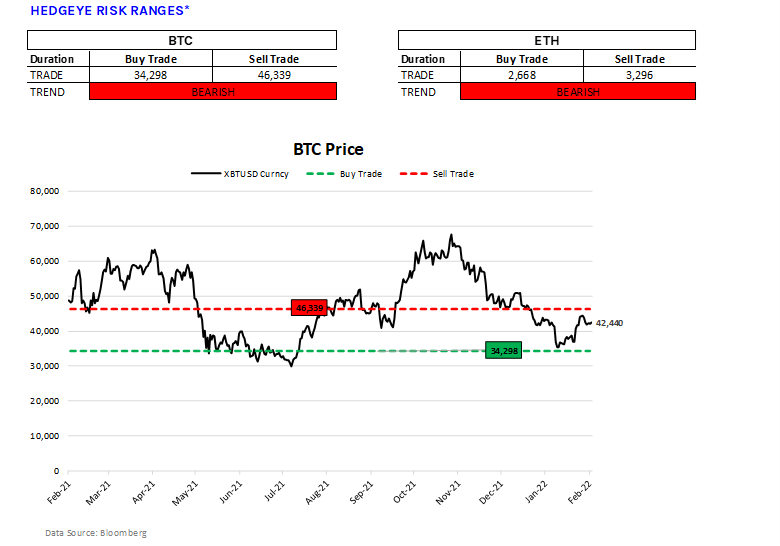 HEDGEYE RISK RANGES*
BTC
Duration Buy Trade Sell Trade
TRADE 34,298 46,339
TREND BEARISH
ETH
Duration Buy Trade Sell Trade
TRADE 2,668 3,296
TREND BEARISH
BTC Price
XBTUSD Curncy Buy Trade Sell Trade
80,000
70,000
60,000
50,000
40,000
30,000
20,000
10,000
0
46,339
34,298
42,440
Feb-21 Mar-21 Apr-21 May-21 Jun-21 Jul-21 Aug-21 Sep-21 Oct-21 Nov-21 Dec-21 Jan-22 Feb-22
Data Source: Bloomberg